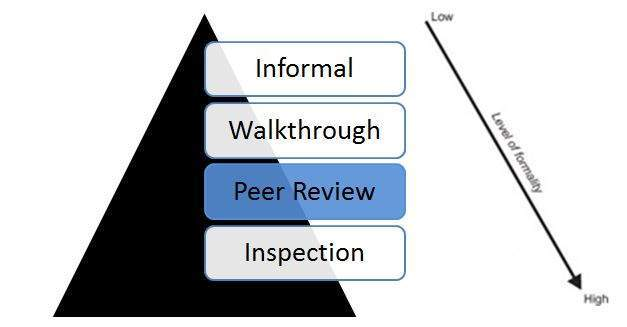 Low
Informal
Walkthrough
Peer Review
Inspection
Level of formality
High